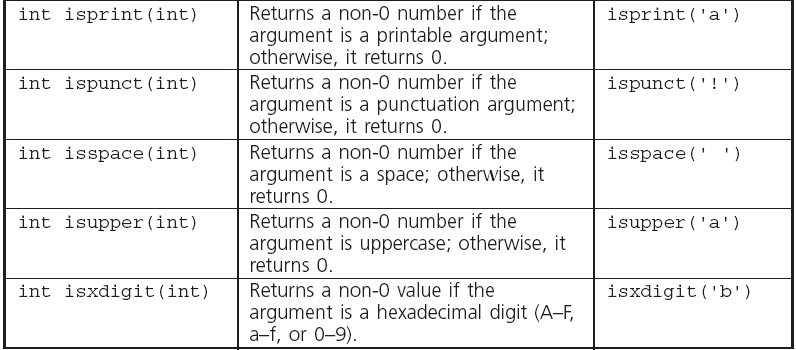 int isprint(int) Returns a non-0 number if the isprint('a')
argument is a printable argument;
otherwise, it returns 0.
int ispunct(int) Returns a non-0 number if the ispunct('!')
argument is a punctuation argument;
otherwise, it returns 0.
int isspace(int) Returns a non-0 number if the isspace(' ')
argument is a space; otherwise, it
returns 0.
int isupper(int) Returns a non-0 number if the isupper('a')
argument is uppercase; otherwise, it
returns 0.
int isxdigit(int) Returns a non-0 value if the isxdigit('b')
argument is a hexadecimal digit (A–F,
a–f, or 0–9).